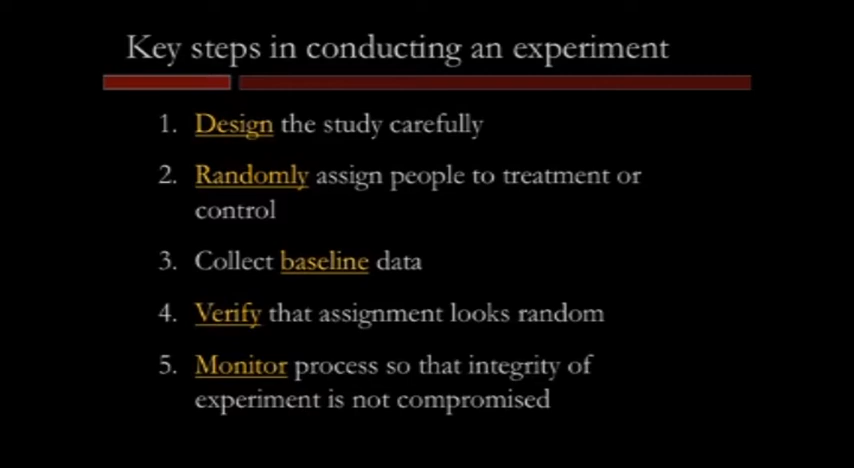 Key steps in conducting an experiment
1. Design the study carefully
2. Randomly assign people to treatment or
control
3. Collect baseline data
4. Verify that assignment looks random
5. Monitor process so that integrity of
experiment is not compromised